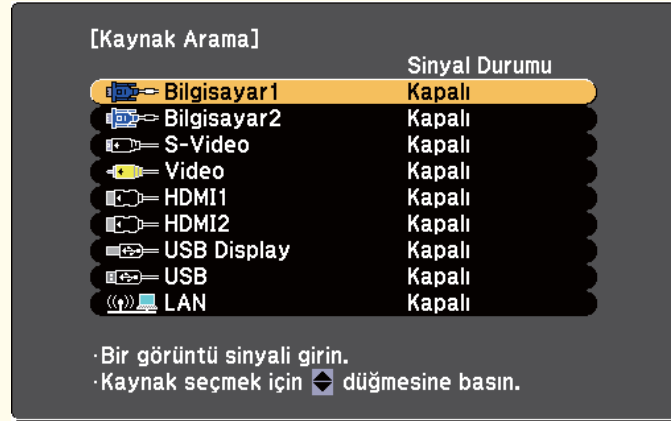 [Kaynak Arama]
Sinyal Durumu
Bilgisayar1 Kapalı
Bilgisayar2 Kapalı
S-Video Kapalı
Video Kapalı
HDMI1 Kapalı
HDMI2 Kapalı
USB Display Kapalı
USB Kapalı
LAN Kapalı
·Bir görüntü sinyali girin.
·Kaynak seçmek için düğmesine basın.